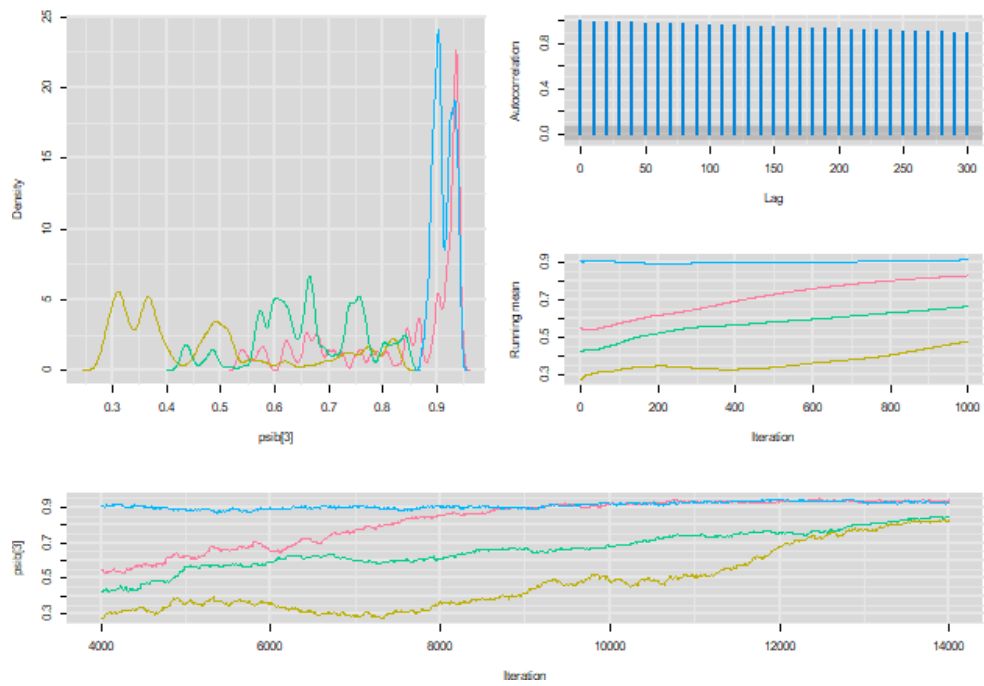 Density
0
5
10
15
20
25
0.3 0.4 0.5 0.6 0.7 0.8 0.9
psib[3]
Autocorrelation
0.0 0.4 0.8
0 50 100 150 200 250 300
Lag
Running mean
0.3 0.5 0.7 0.9
0 200 400 600 800 1000
Iteration
psib[3]
0.3 0.5 0.7 0.9
4000 6000 8000 10000 12000 14000
Iteration